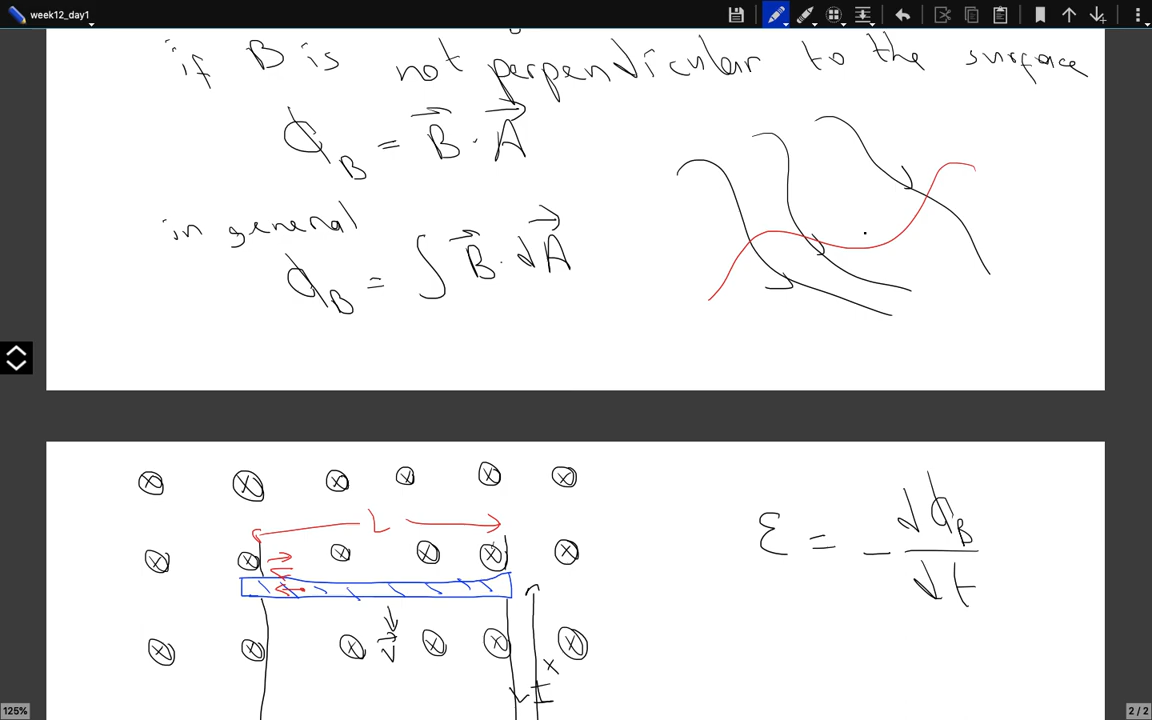 week12_day1
if B is not perpendicular to the surface
ϕ_B = B⃗ · A⃗
in general
ϕ_B = ∫ B⃗ · dA⃗
L
ε = - dϕ_B / dt
v⃗
x
I
125%
2 / 2